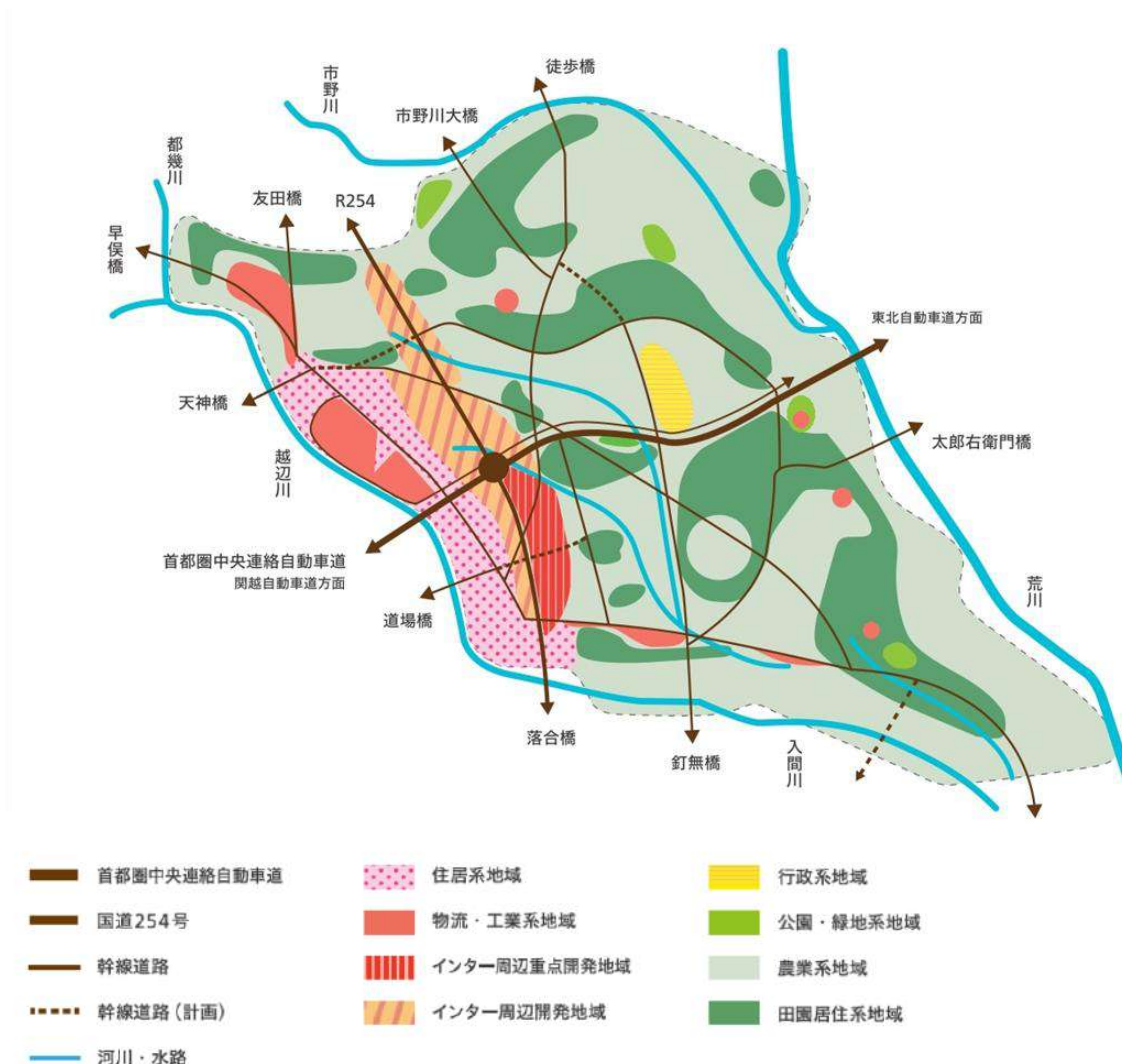 徒歩橋
市野川
市野川大橋
都幾川
友田橋
R254
早俣橋
東北自動車道方面
天神橋
太郎右衛門橋
越辺川
首都圏中央連絡自動車道
関越自動車道方面
荒川
道場橋
落合橋
釘無橋
入間川
首都圏中央連絡自動車道
国道254号
幹線道路
幹線道路(計画)
河川・水路
住居系地域
物流・工業系地域
インター周辺重点開発地域
インター周辺開発地域
行政系地域
公園・緑地系地域
農業系地域
田園居住系地域